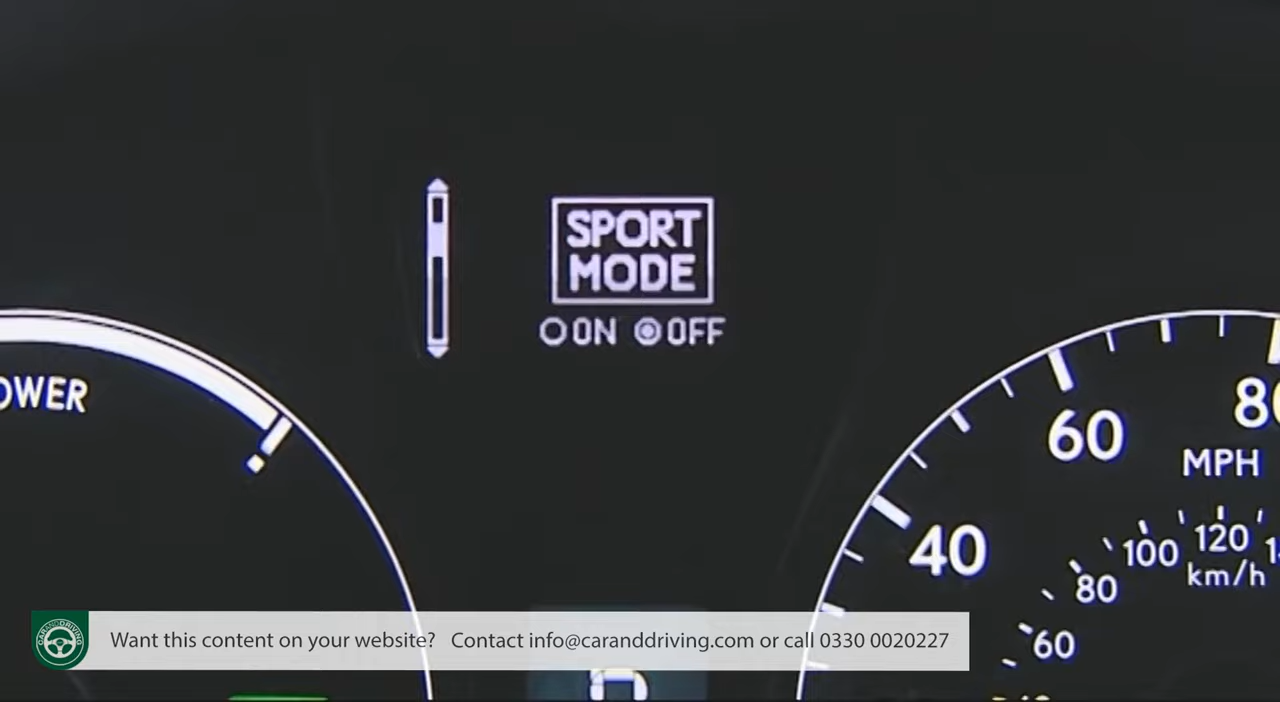 SPORT
MODE
ON OFF
60
80
MPH
40
100
120
80
km/h
60
Want this content on your website? Contact info@caranddriving.com or call 0330 0020227
CARANDDRIVING